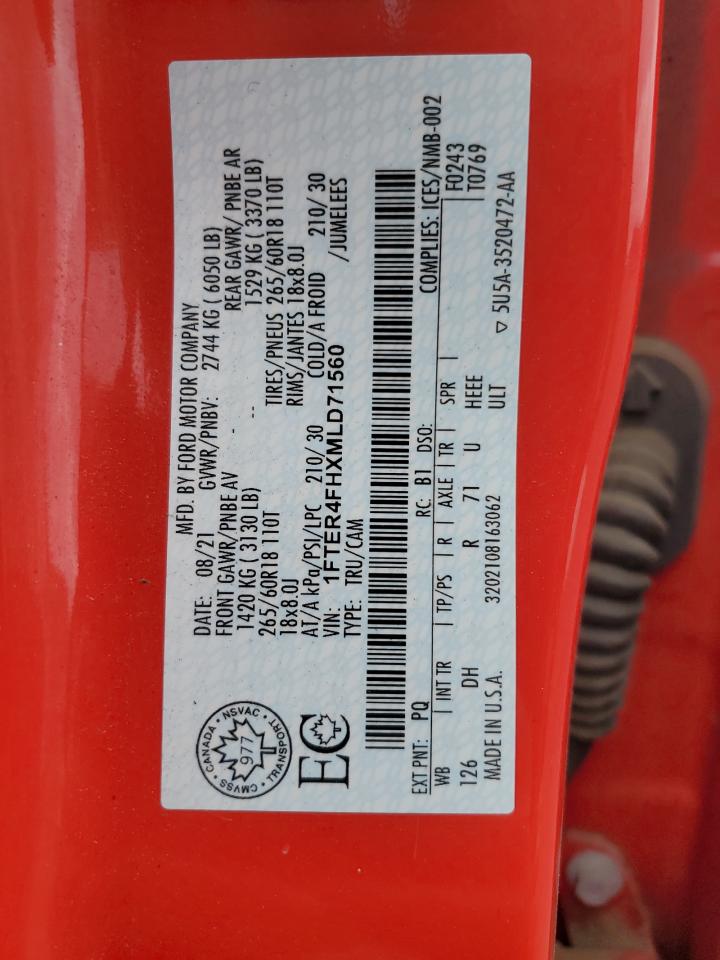 MFD. BY FORD MOTOR COMPANY
DATE: 08/21 GVWR/PNBV: 2744 KG ( 6050 LB)
FRONT GAWR/PNBE AV REAR GAWR/ PNBE AR
1420 KG ( 3130 LB) -- 1529 KG ( 3370 LB)
265/60R18 110T TIRES/PNEUS 265/60R18 110T
18x8.0J RIMS/JANTES 18x8.0J
AT/A kPa/PSI/LPC 210/ 30 COLD/A FROID 210/ 30
VIN: 1FTER4FHXMLD71560 /JUMELEES
TYPE: TRU/CAM
CMVSS · CANADA · NSVAC · TRANSPORT ·
977
EC
EXT PNT: PQ RC: B1 DSO: COMPLIES: ICES/NMB-002
WB | INT TR | TP/PS | R | AXLE | TR | SPR | F0243
126 DH R 71 U HEEE T0769
ULT
MADE IN U.S.A. 3202108163062 ▽ 5U5A-3520472-AA